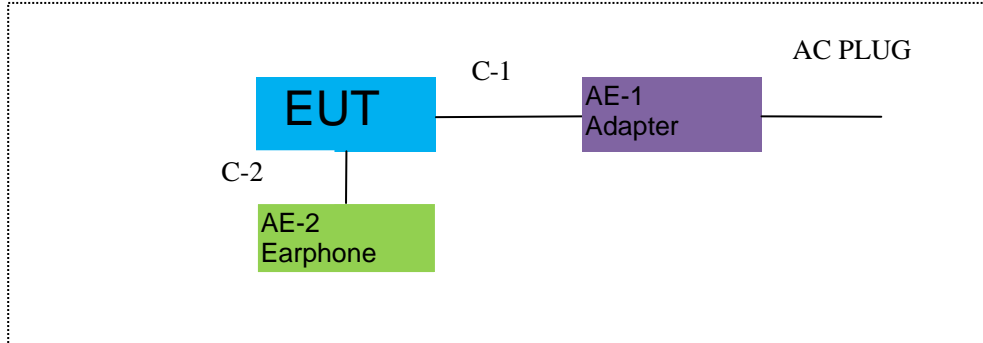 AC PLUG
C-1
EUT
AE-1
Adapter
C-2
AE-2
Earphone